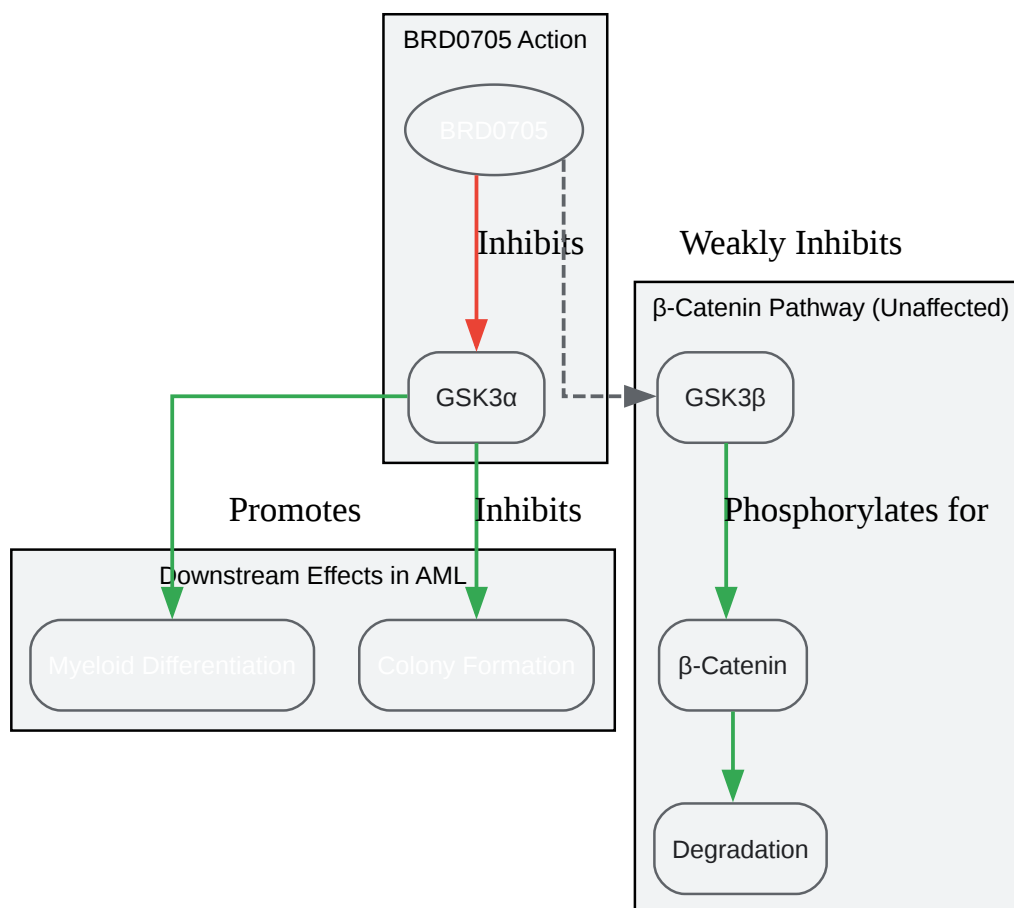 BRD0705 Action
BRD0705
Inhibits
Weakly Inhibits
β-Catenin Pathway (Unaffected)
GSK3α
GSK3β
Promotes
Inhibits
Phosphorylates for
Downstream Effects in AML
Myeloid Differentiation
Colony Formation
β-Catenin
Degradation